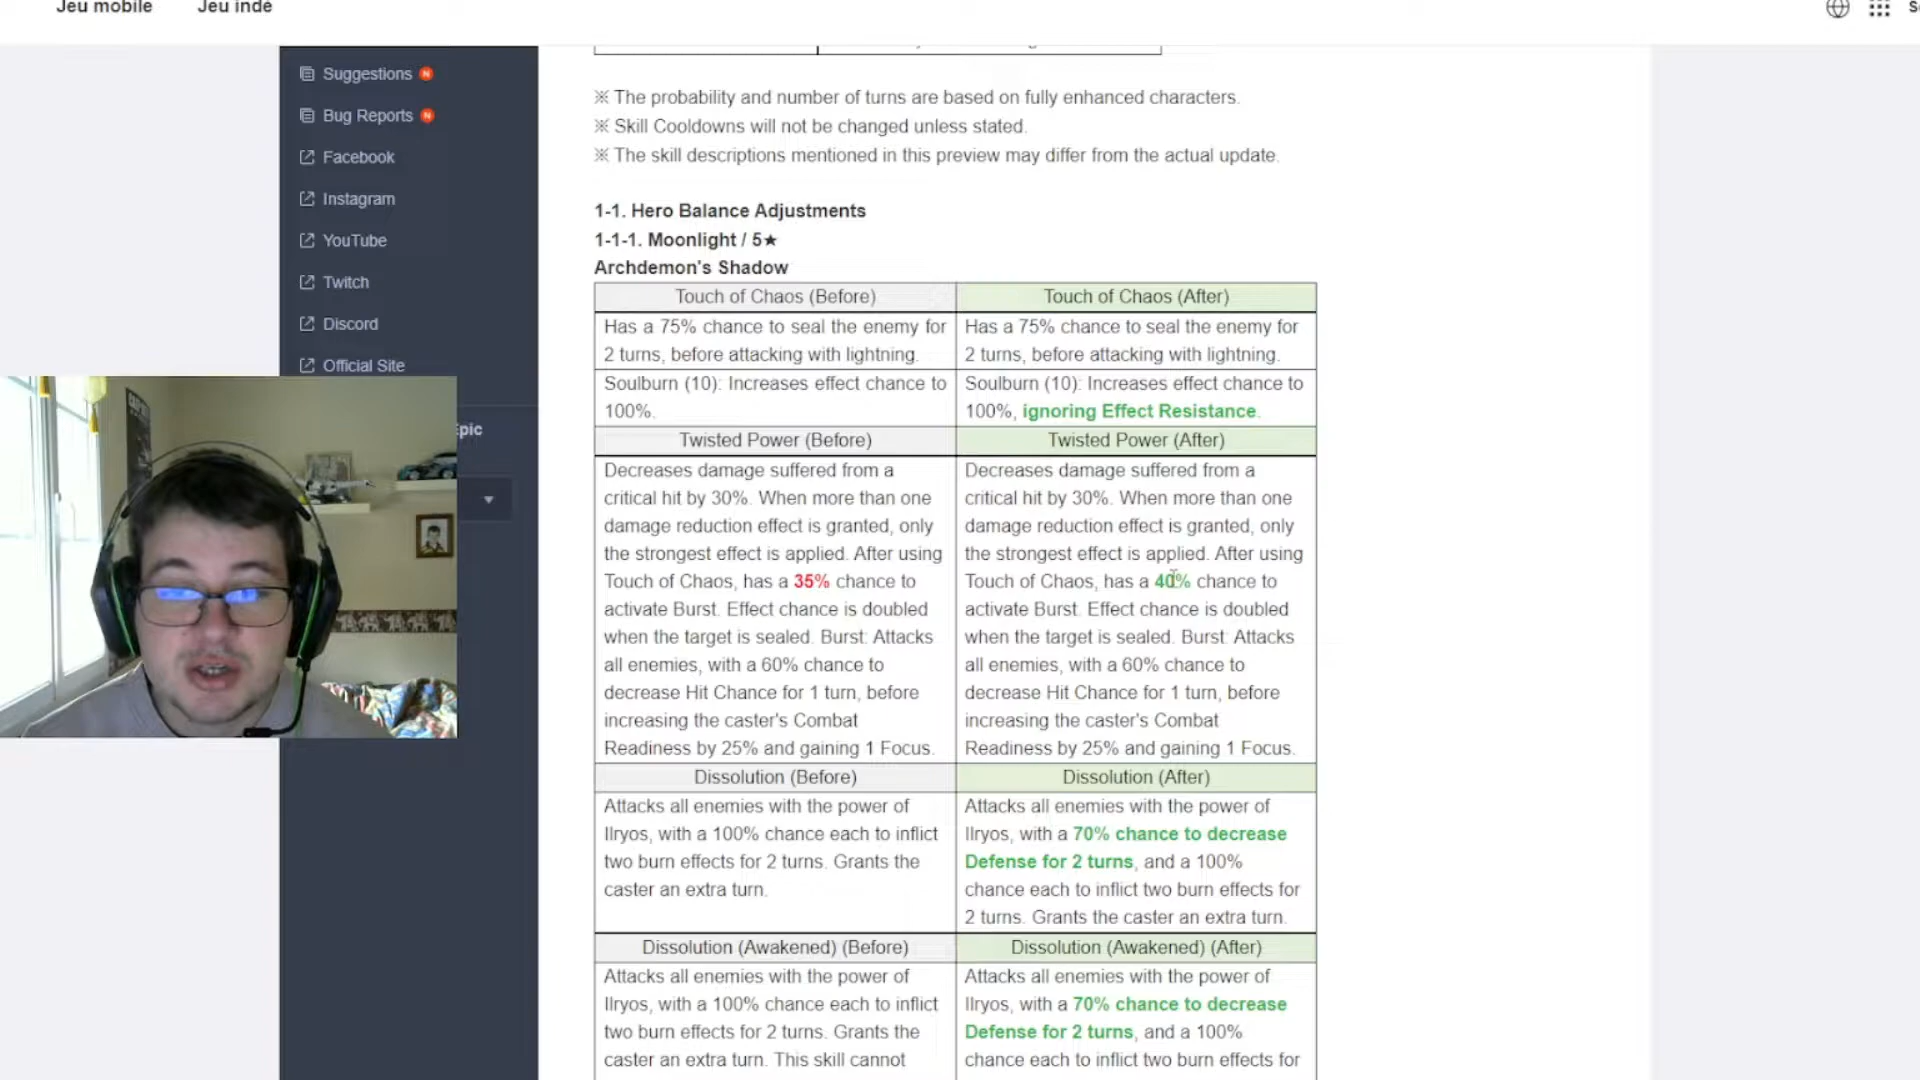 Jeu mobile
Jeu indé
Suggestions N
Bug Reports N
Facebook
Instagram
YouTube
Twitch
Discord
Official Site
Epic
※ The probability and number of turns are based on fully enhanced characters.
※ Skill Cooldowns will not be changed unless stated.
※ The skill descriptions mentioned in this preview may differ from the actual update.
1-1. Hero Balance Adjustments
1-1-1. Moonlight / 5★
Archdemon's Shadow
Touch of Chaos (Before)
Touch of Chaos (After)
Has a 75% chance to seal the enemy for
2 turns, before attacking with lightning.
Has a 75% chance to seal the enemy for
2 turns, before attacking with lightning.
Soulburn (10): Increases effect chance to
100%.
Soulburn (10): Increases effect chance to
100%, ignoring Effect Resistance.
Twisted Power (Before)
Twisted Power (After)
Decreases damage suffered from a
critical hit by 30%. When more than one
damage reduction effect is granted, only
the strongest effect is applied. After using
Touch of Chaos, has a 35% chance to
activate Burst. Effect chance is doubled
when the target is sealed. Burst: Attacks
all enemies, with a 60% chance to
decrease Hit Chance for 1 turn, before
increasing the caster's Combat
Readiness by 25% and gaining 1 Focus.
Decreases damage suffered from a
critical hit by 30%. When more than one
damage reduction effect is granted, only
the strongest effect is applied. After using
Touch of Chaos, has a 40% chance to
activate Burst. Effect chance is doubled
when the target is sealed. Burst: Attacks
all enemies, with a 60% chance to
decrease Hit Chance for 1 turn, before
increasing the caster's Combat
Readiness by 25% and gaining 1 Focus.
Dissolution (Before)
Dissolution (After)
Attacks all enemies with the power of
Ilryos, with a 100% chance each to inflict
two burn effects for 2 turns. Grants the
caster an extra turn.
Attacks all enemies with the power of
Ilryos, with a 70% chance to decrease
Defense for 2 turns, and a 100%
chance each to inflict two burn effects for
2 turns. Grants the caster an extra turn.
Dissolution (Awakened) (Before)
Dissolution (Awakened) (After)
Attacks all enemies with the power of
Ilryos, with a 100% chance each to inflict
two burn effects for 2 turns. Grants the
caster an extra turn. This skill cannot
Attacks all enemies with the power of
Ilryos, with a 70% chance to decrease
Defense for 2 turns, and a 100%
chance each to inflict two burn effects for